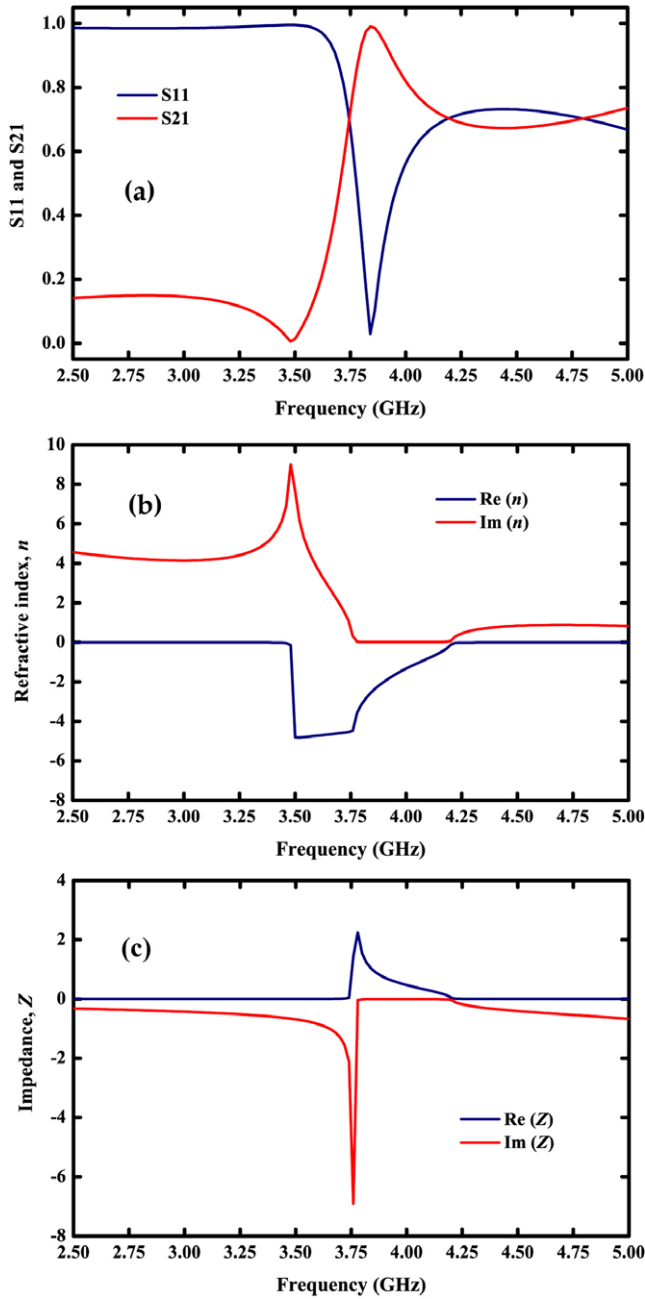 1.0
0.8
0.6
0.4
0.2
0.0
S11 and S21
S11
S21
(a)
2.50 2.75 3.00 3.25 3.50 3.75 4.00 4.25 4.50 4.75 5.00
Frequency (GHz)
10
8
6
4
2
0
-2
-4
-6
-8
Refractive index, n
(b)
Re (n)
Im (n)
2.50 2.75 3.00 3.25 3.50 3.75 4.00 4.25 4.50 4.75 5.00
Frequency (GHz)
4
2
0
-2
-4
-6
-8
Impedance, Z
(c)
Re (Z)
Im (Z)
2.50 2.75 3.00 3.25 3.50 3.75 4.00 4.25 4.50 4.75 5.00
Frequency (GHz)